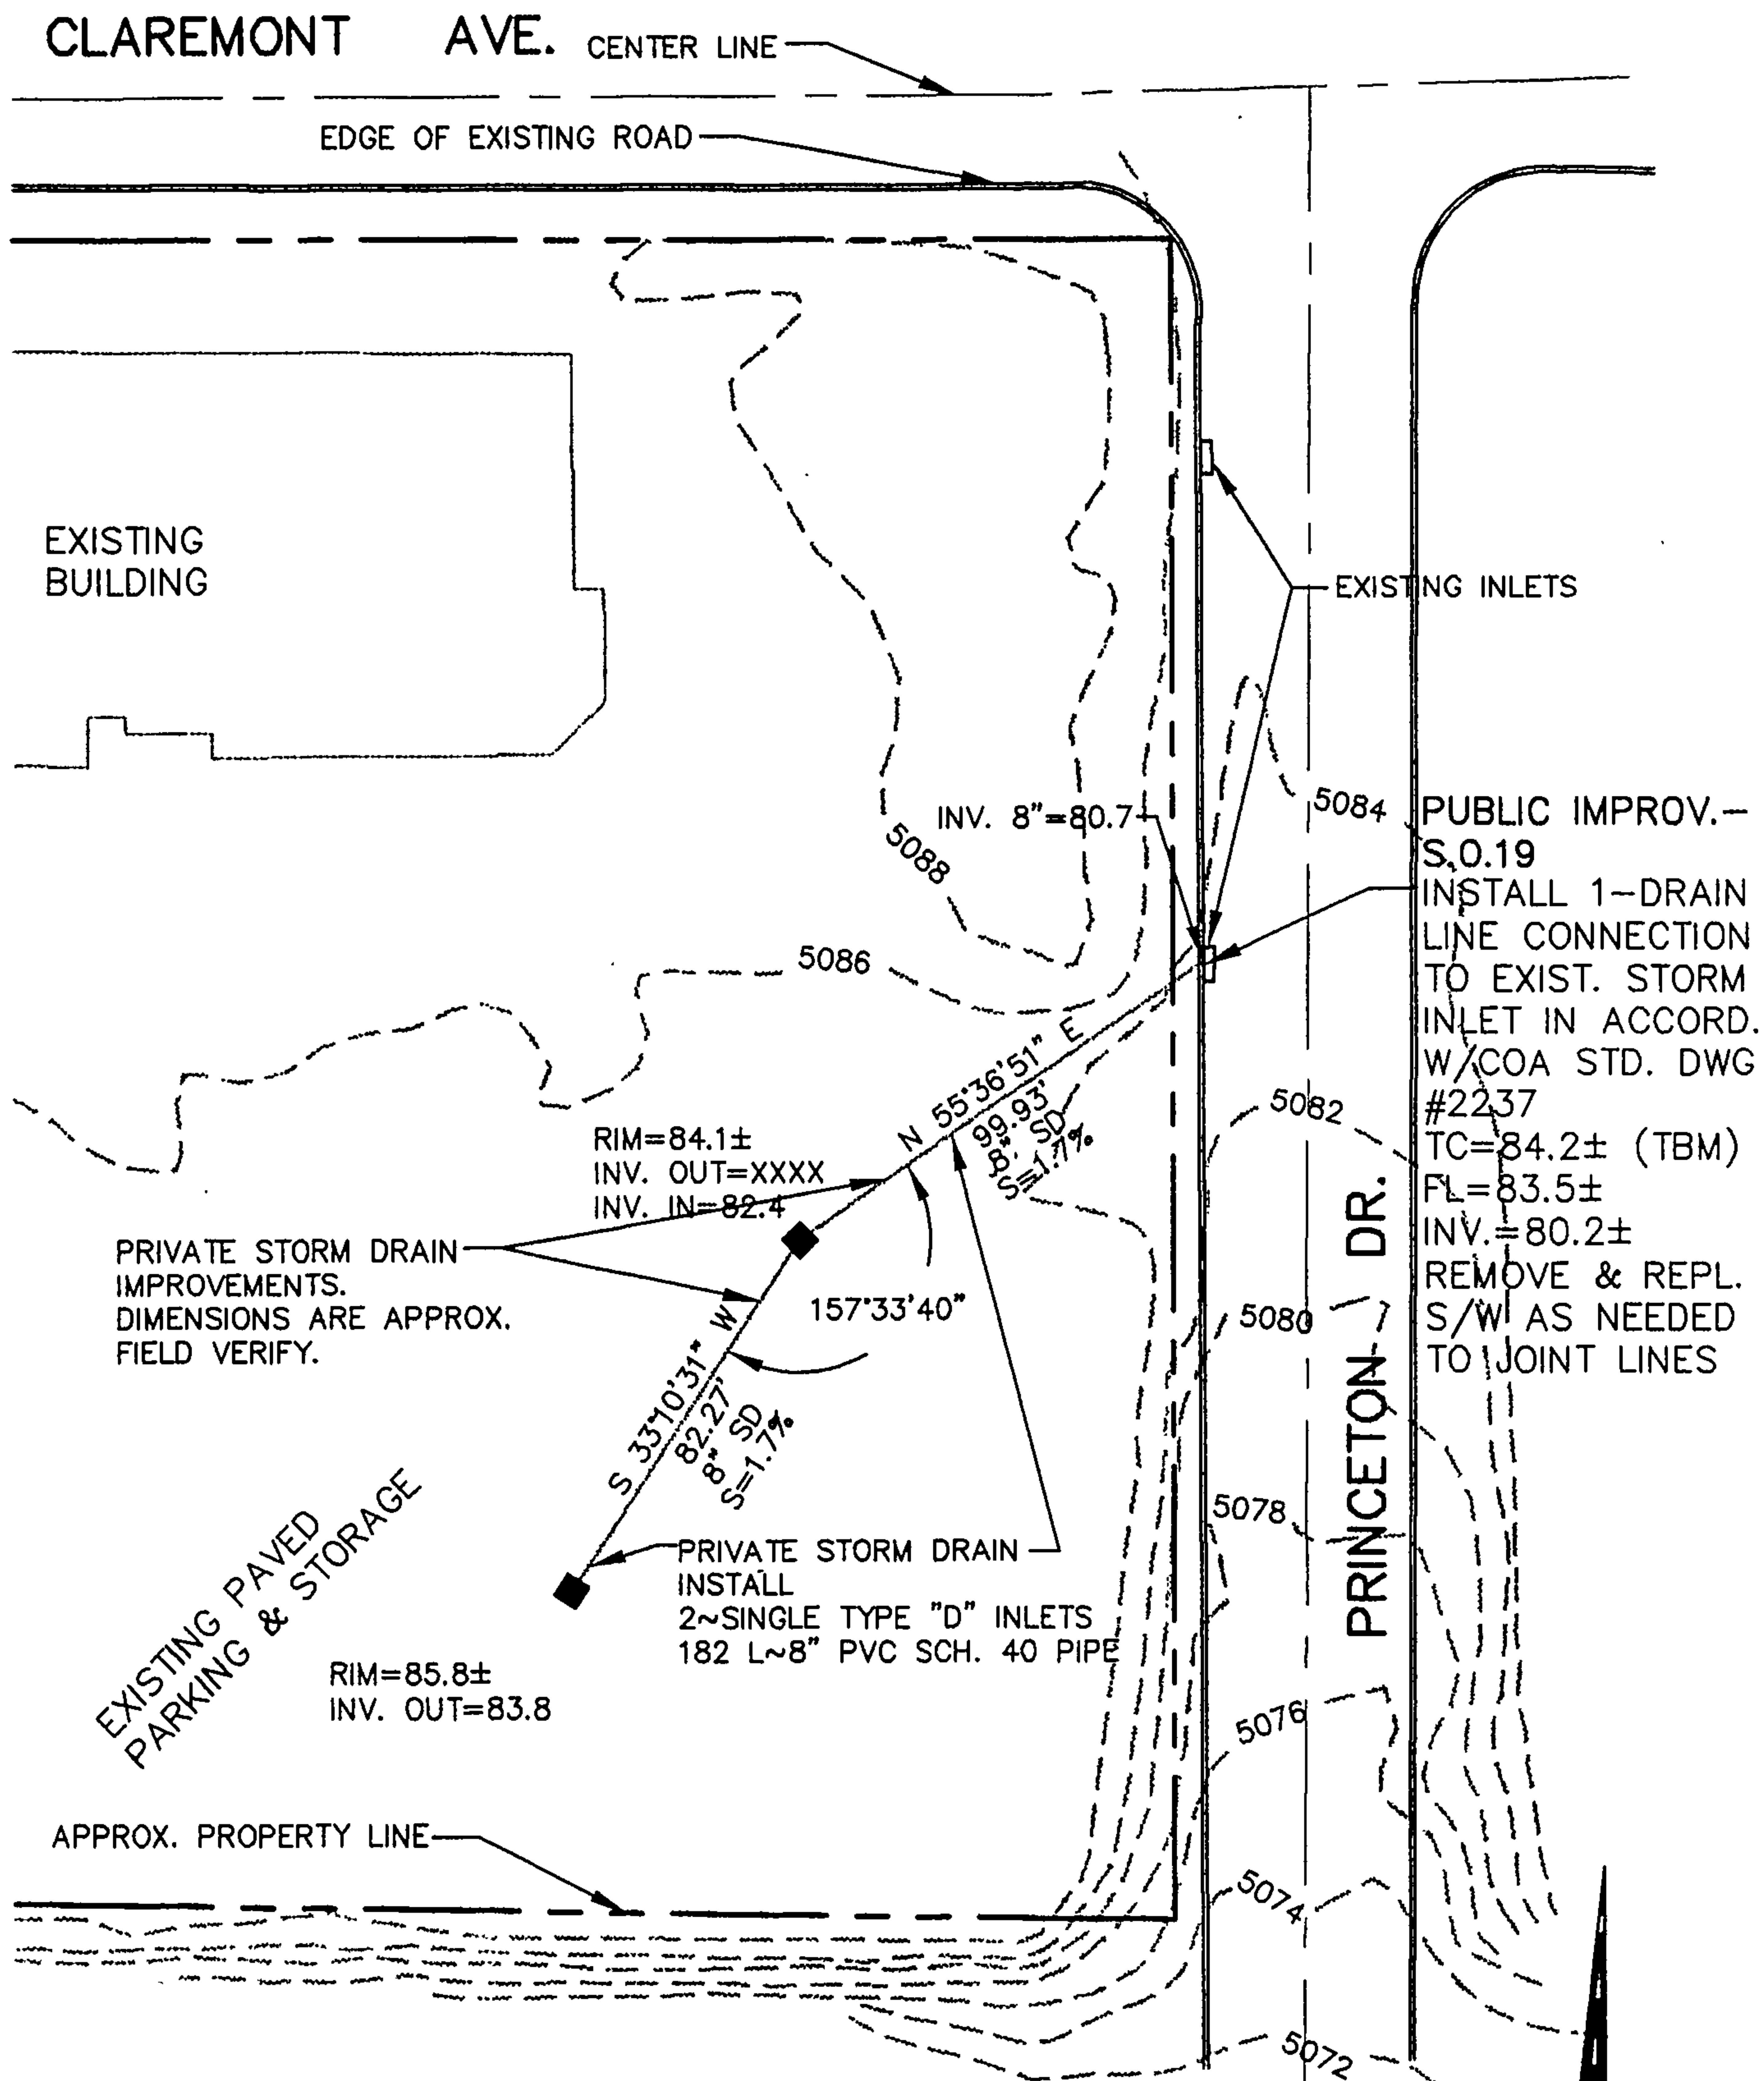 CLAREMONT AVE.
CENTER LINE
EDGE OF EXISTING ROAD
EXISTING
BUILDING
EXISTING INLETS
5084
INV. 8"=80.7
5088
5086
PUBLIC IMPROV.-
S.O.19
INSTALL 1-DRAIN
LINE CONNECTION
TO EXIST. STORM
INLET IN ACCORD.
W/COA STD. DWG
#2237
TC=84.2± (TBM)
FL=83.5±
INV.=80.2±
REMOVE & REPL.
S/W AS NEEDED
TO JOINT LINES
N 55°36'51" E
99.93'
8" SD
S=1.7%
5082
RIM=84.1±
INV. OUT=XXXX
INV. IN=82.4
PRIVATE STORM DRAIN
IMPROVEMENTS.
DIMENSIONS ARE APPROX.
FIELD VERIFY.
157°33'40"
5080
PRINCETON DR.
S 33°10'31" W
82.27'
8" SD
S=1.7%
5078
PRIVATE STORM DRAIN
INSTALL
2~SINGLE TYPE "D" INLETS
182 L~8" PVC SCH. 40 PIPE
EXISTING PAVED
PARKING & STORAGE
RIM=85.8±
INV. OUT=83.8
5076
APPROX. PROPERTY LINE
5074
5072